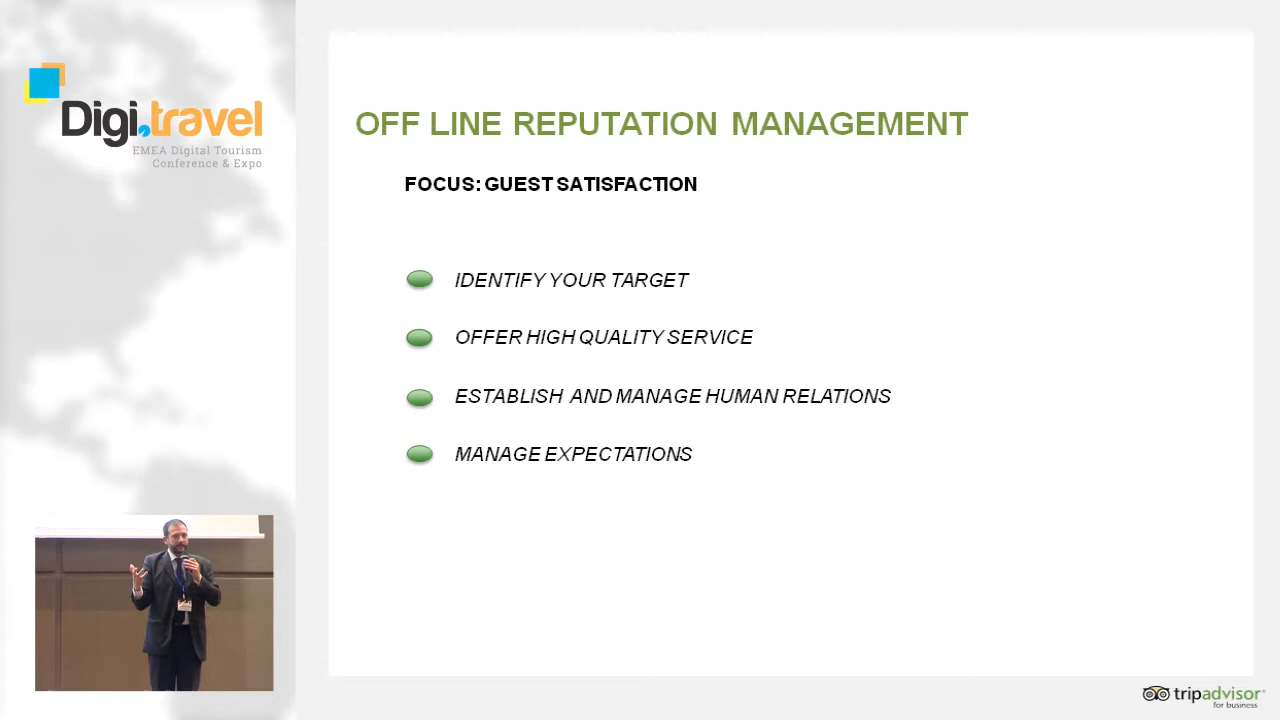 Digi.travel
EMEA Digital Tourism
Conference & Expo
OFF LINE REPUTATION MANAGEMENT
FOCUS: GUEST SATISFACTION
IDENTIFY YOUR TARGET
OFFER HIGH QUALITY SERVICE
ESTABLISH AND MANAGE HUMAN RELATIONS
MANAGE EXPECTATIONS
tripadvisor®
for business